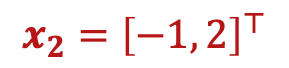 x₂ = [−1, 2]⊤